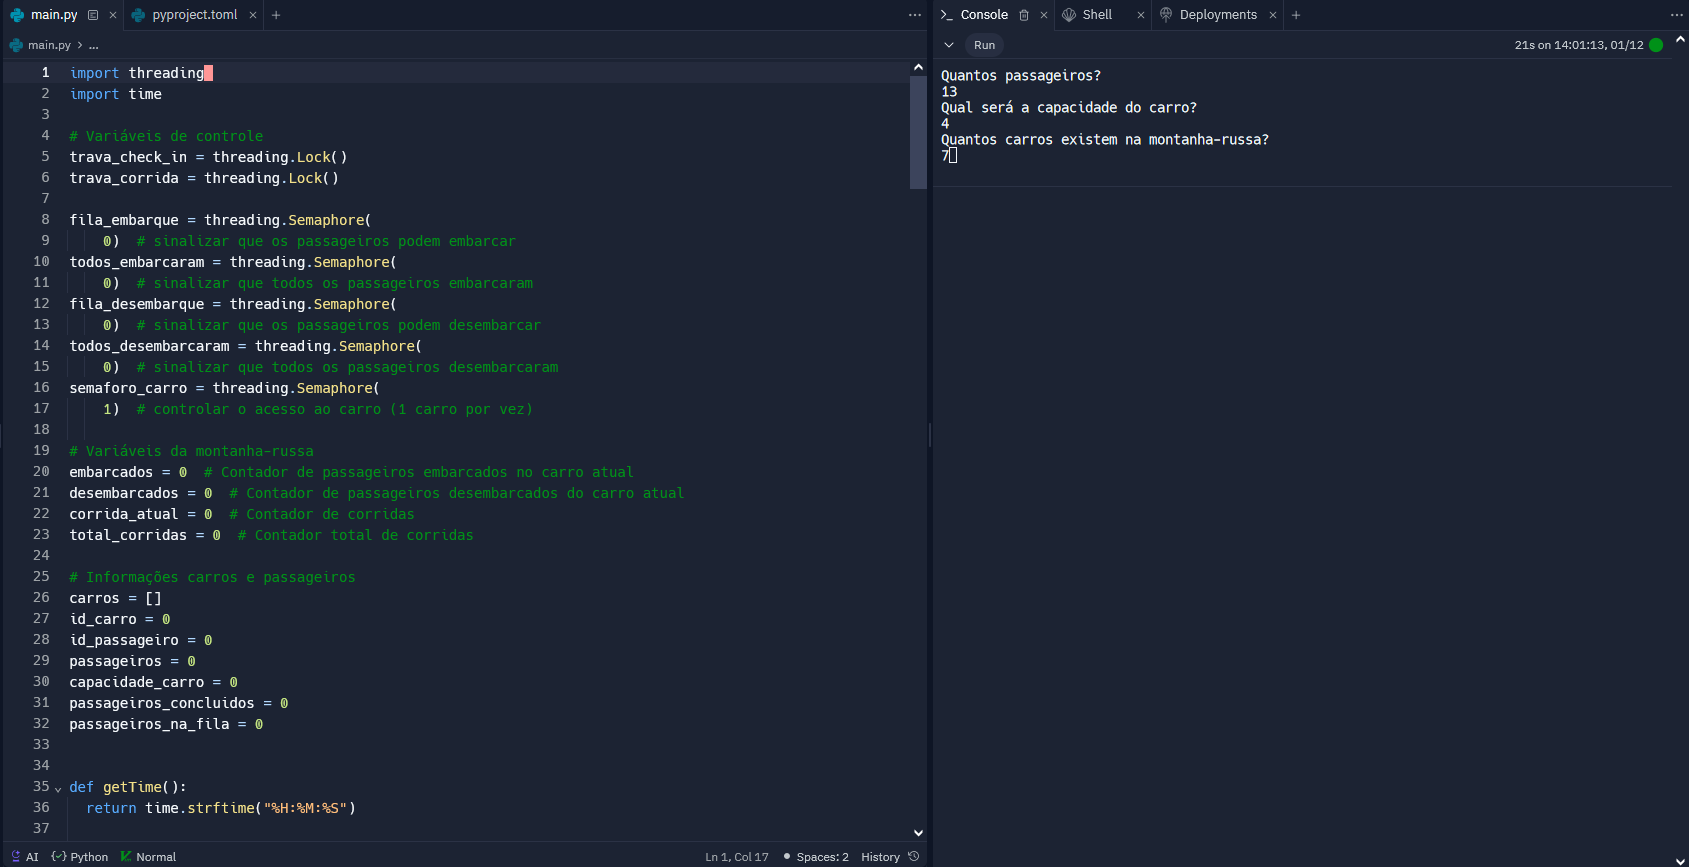 main.py
pyproject.toml
main.py > ...
1 import threading
2 import time
3
4 # Variáveis de controle
5 trava_check_in = threading.Lock()
6 trava_corrida = threading.Lock()
7
8 fila_embarque = threading.Semaphore(
9 0) # sinalizar que os passageiros podem embarcar
10 todos_embarcaram = threading.Semaphore(
11 0) # sinalizar que todos os passageiros embarcaram
12 fila_desembarque = threading.Semaphore(
13 0) # sinalizar que os passageiros podem desembarcar
14 todos_desembarcaram = threading.Semaphore(
15 0) # sinalizar que todos os passageiros desembarcaram
16 semaforo_carro = threading.Semaphore(
17 1) # controlar o acesso ao carro (1 carro por vez)
18
19 # Variáveis da montanha-russa
20 embarcados = 0 # Contador de passageiros embarcados no carro atual
21 desembarcados = 0 # Contador de passageiros desembarcados do carro atual
22 corrida_atual = 0 # Contador de corridas
23 total_corridas = 0 # Contador total de corridas
24
25 # Informações carros e passageiros
26 carros = []
27 id_carro = 0
28 id_passageiro = 0
29 passageiros = 0
30 capacidade_carro = 0
31 passageiros_concluidos = 0
32 passageiros_na_fila = 0
33
34
35 def getTime():
36 return time.strftime("%H:%M:%S")
37
AI Python Normal
Ln 1, Col 17 Spaces: 2 History
Console
Shell
Deployments
Run
21s on 14:01:13, 01/12
Quantos passageiros?
13
Qual será a capacidade do carro?
4
Quantos carros existem na montanha-russa?
7